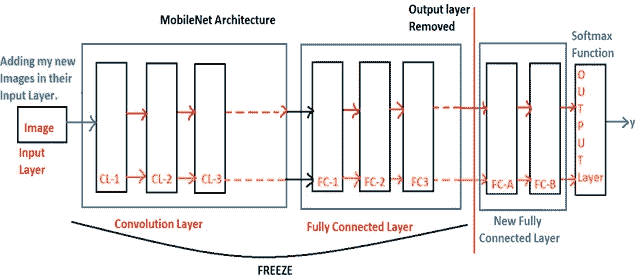 MobileNet Architecture
Output layer
Removed
Softmax
Function
Adding my new
Images in their
Input Layer.
Image
Input
Layer
CL-1
CL-2
CL-3
FC-1
FC-2
FC3
FC-A
FC-B
OUTPUT
Layer
y
Convolution Layer
Fully Connected Layer
New Fully
Connected Layer
FREEZE